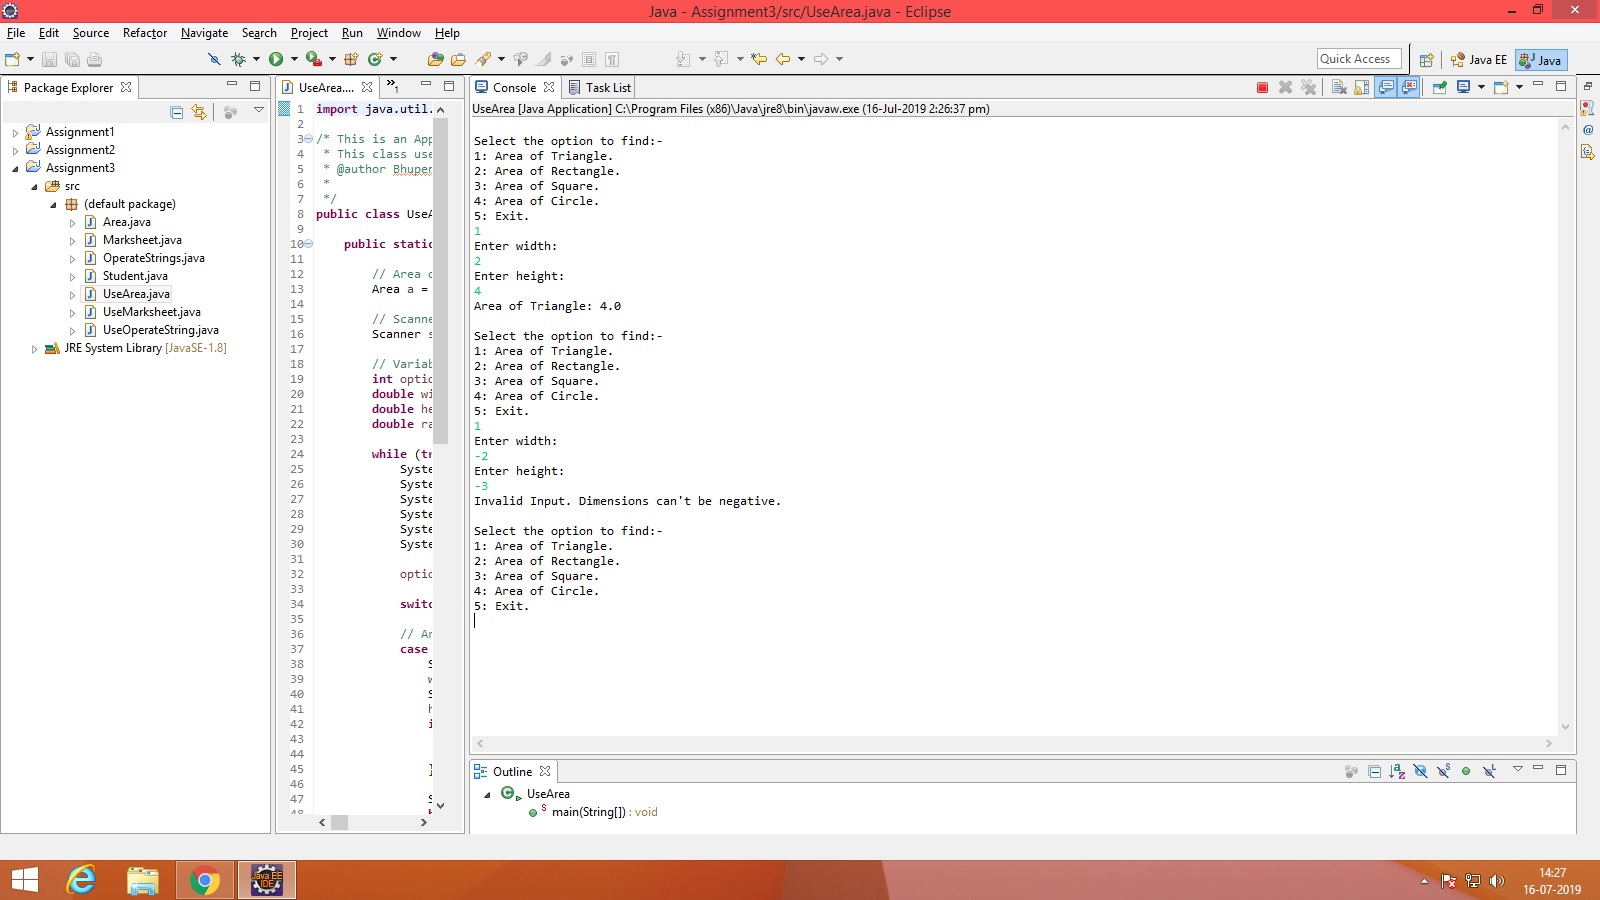 Java - Assignment3/src/UseArea.java - Eclipse
File Edit Source Refactor Navigate Search Project Run Window Help
Quick Access
Java EE
Java
Package Explorer
Assignment1
Assignment2
Assignment3
src
(default package)
Area.java
Marksheet.java
OperateStrings.java
Student.java
UseArea.java
UseMarksheet.java
UseOperateString.java
JRE System Library [JavaSE-1.8]
UseArea....
»1
1 import java.util.
2
3 /* This is an App
4 * This class use
5 * @author Bhuper
6 *
7 */
8 public class UseA
9
10 public static
11
12 // Area o
13 Area a =
14
15 // Scanne
16 Scanner s
17
18 // Variab
19 int optic
20 double wi
21 double he
22 double ra
23
24 while (tr
25 Syste
26 Syste
27 Syste
28 Syste
29 Syste
30 Syste
31
32 optic
33
34 switc
35
36 // Ar
37 case
38 S
39 w
40 S
41 h
42 i
43
44
45 }
46
47 S
48
Console
Task List
UseArea [Java Application] C:\Program Files (x86)\Java\jre8\bin\javaw.exe (16-Jul-2019 2:26:37 pm)
Select the option to find:-
1: Area of Triangle.
2: Area of Rectangle.
3: Area of Square.
4: Area of Circle.
5: Exit.
1
Enter width:
2
Enter height:
4
Area of Triangle: 4.0
Select the option to find:-
1: Area of Triangle.
2: Area of Rectangle.
3: Area of Square.
4: Area of Circle.
5: Exit.
1
Enter width:
-2
Enter height:
-3
Invalid Input. Dimensions can't be negative.
Select the option to find:-
1: Area of Triangle.
2: Area of Rectangle.
3: Area of Square.
4: Area of Circle.
5: Exit.
Outline
UseArea
main(String[]) : void
Java EE
IDE
14:27
16-07-2019